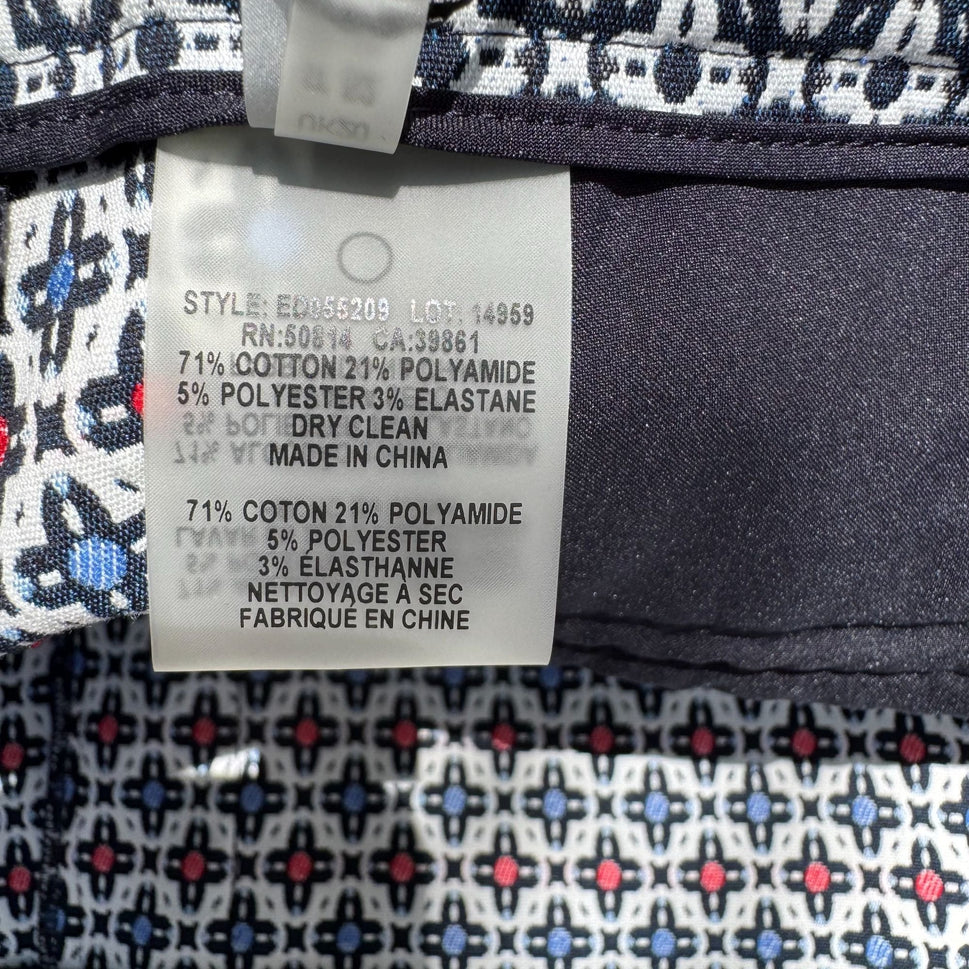 STYLE: ED056209 LOT: 14959
RN:50814 CA:39861
71% COTTON 21% POLYAMIDE
5% POLYESTER 3% ELASTANE
DRY CLEAN
MADE IN CHINA
71% COTON 21% POLYAMIDE
5% POLYESTER
3% ÉLASTHANNE
NETTOYAGE À SEC
FABRIQUÉ EN CHINE